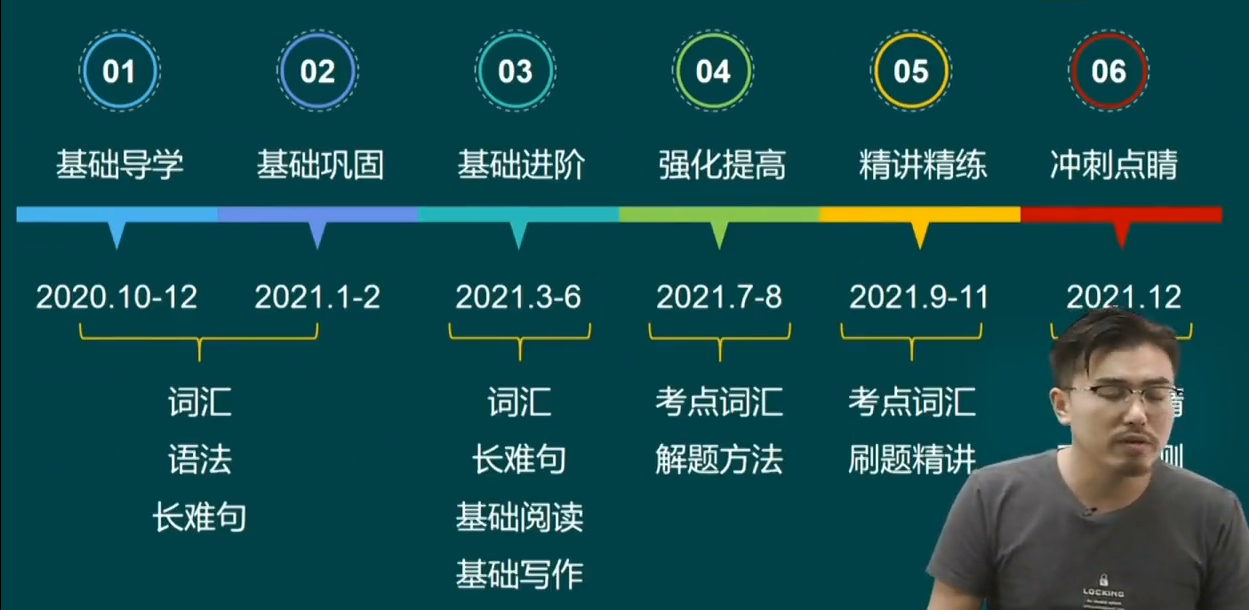 01
02
03
04
05
06
基础导学
基础巩固
基础进阶
强化提高
精讲精练
冲刺点睛
2020.10-12
2021.1-2
2021.3-6
2021.7-8
2021.9-11
2021.12
词汇
语法
长难句
词汇
长难句
基础阅读
基础写作
考点词汇
解题方法
考点词汇
刷题精讲
LOCKING